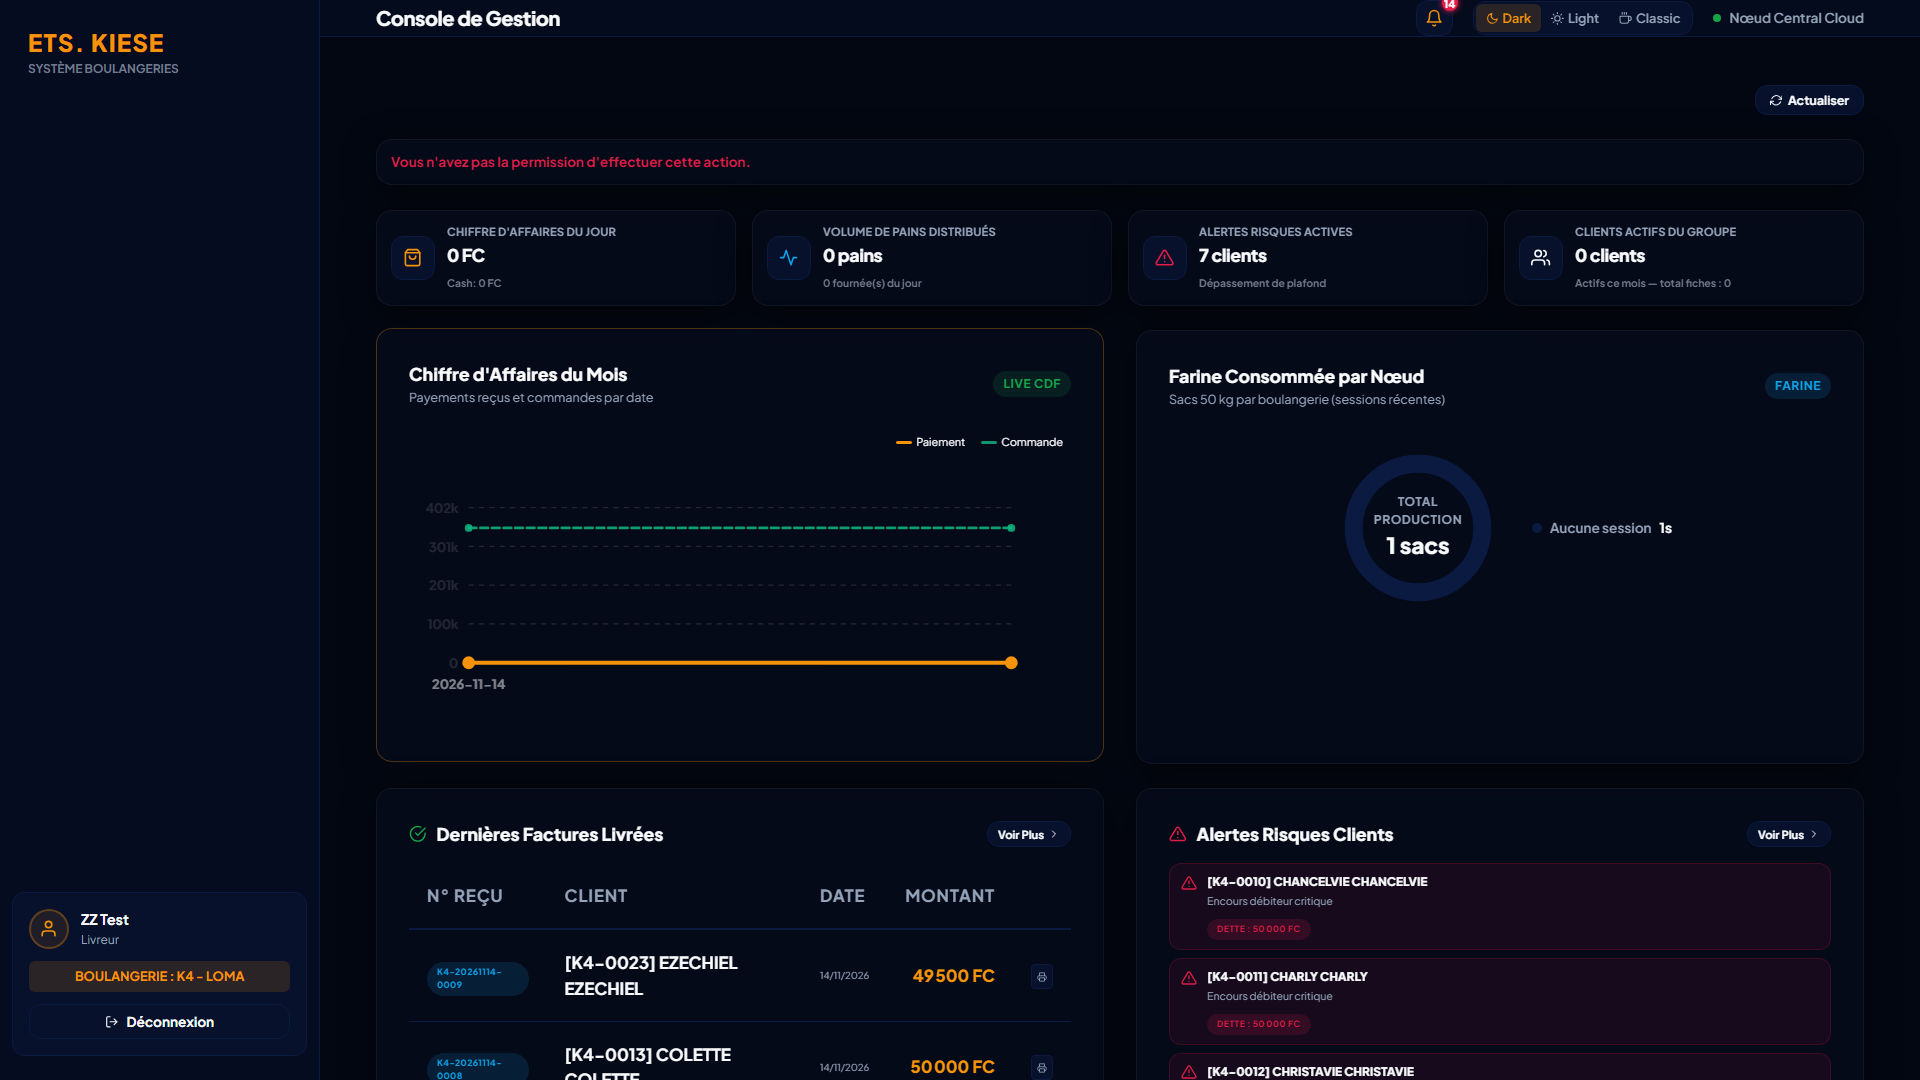 ETS. KIESE
SYSTÈME BOULANGERIES
ZZ Test
Livreur
BOULANGERIE : K4 - LOMA
Déconnexion
Console de Gestion
14
Dark
Light
Classic
Nœud Central Cloud
Actualiser
Vous n'avez pas la permission d'effectuer cette action.
CHIFFRE D'AFFAIRES DU JOUR
0 FC
Cash: 0 FC
VOLUME DE PAINS DISTRIBUÉS
0 pains
0 fournée(s) du jour
ALERTES RISQUES ACTIVES
7 clients
Dépassement de plafond
CLIENTS ACTIFS DU GROUPE
0 clients
Actifs ce mois — total fiches : 0
Chiffre d'Affaires du Mois
Payements reçus et commandes par date
LIVE CDF
Paiement
Commande
402k
301k
201k
100k
0
2026-11-14
Farine Consommée par Nœud
Sacs 50 kg par boulangerie (sessions récentes)
FARINE
TOTAL
PRODUCTION
1 sacs
Aucune session 1s
Dernières Factures Livrées
Voir Plus
N° REÇU CLIENT DATE MONTANT
K4-20261114-
0009
[K4-0023] EZECHIEL
EZECHIEL
14/11/2026
49 500 FC
K4-20261114-
0008
[K4-0013] COLETTE
COLETTE
14/11/2026
50 000 FC
Alertes Risques Clients
Voir Plus
[K4-0010] CHANCELVIE CHANCELVIE
Encours débiteur critique
DETTE : 50 000 FC
[K4-0011] CHARLY CHARLY
Encours débiteur critique
DETTE : 50 000 FC
[K4-0012] CHRISTAVIE CHRISTAVIE